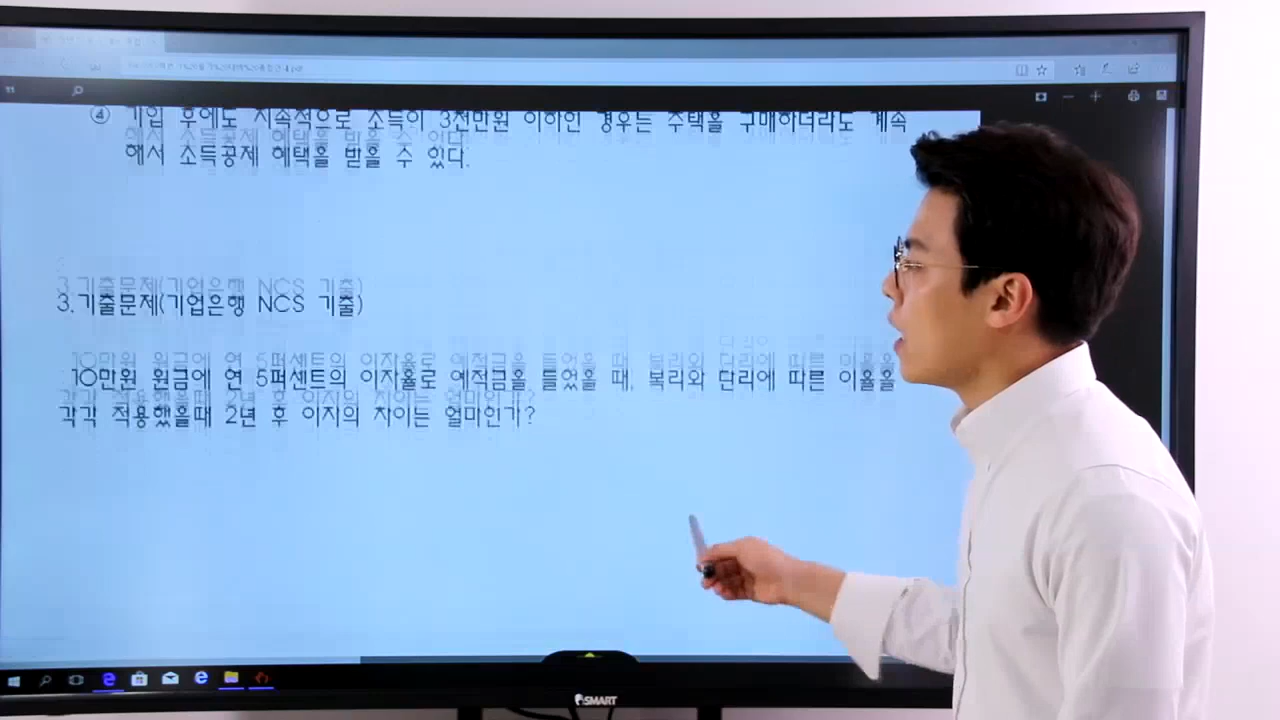 ④ 가입 후에도 지속적으로 소득이 3천만원 이하인 경우는 주택을 구매하더라도 계속
해서 소득공제 혜택을 받을 수 있다.
3.기출문제(기업은행 NCS 기출)
10만원 원금에 연 5퍼센트의 이자율로 예적금을 들었을 때, 복리와 단리에 따른 이율을
각각 적용했을때 2년 후 이자의 차이는 얼마인가?
SMART